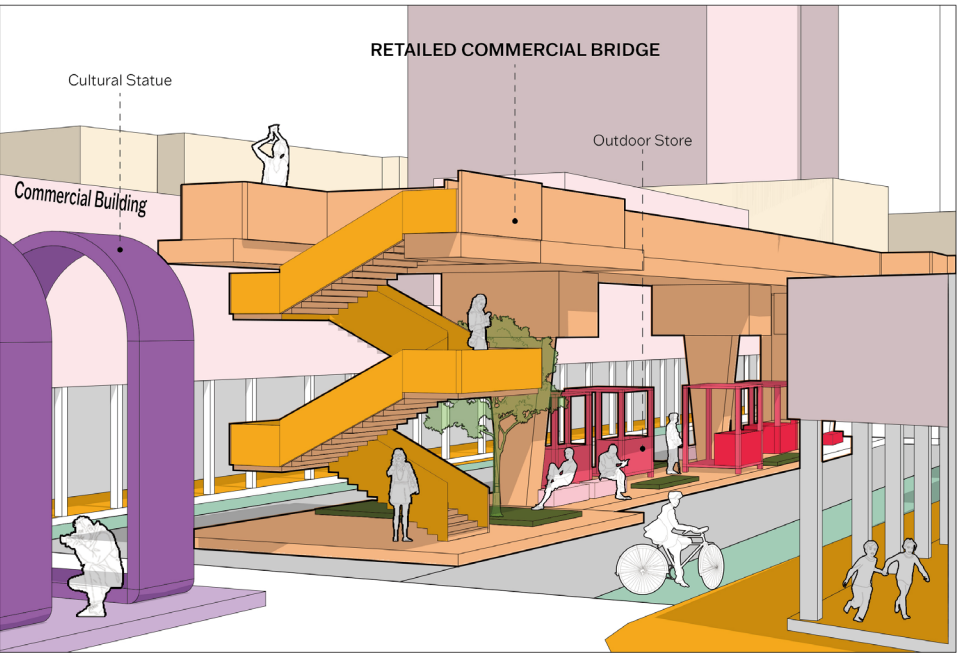 RETAILED COMMERCIAL BRIDGE
Cultural Statue
Outdoor Store
Commercial Building